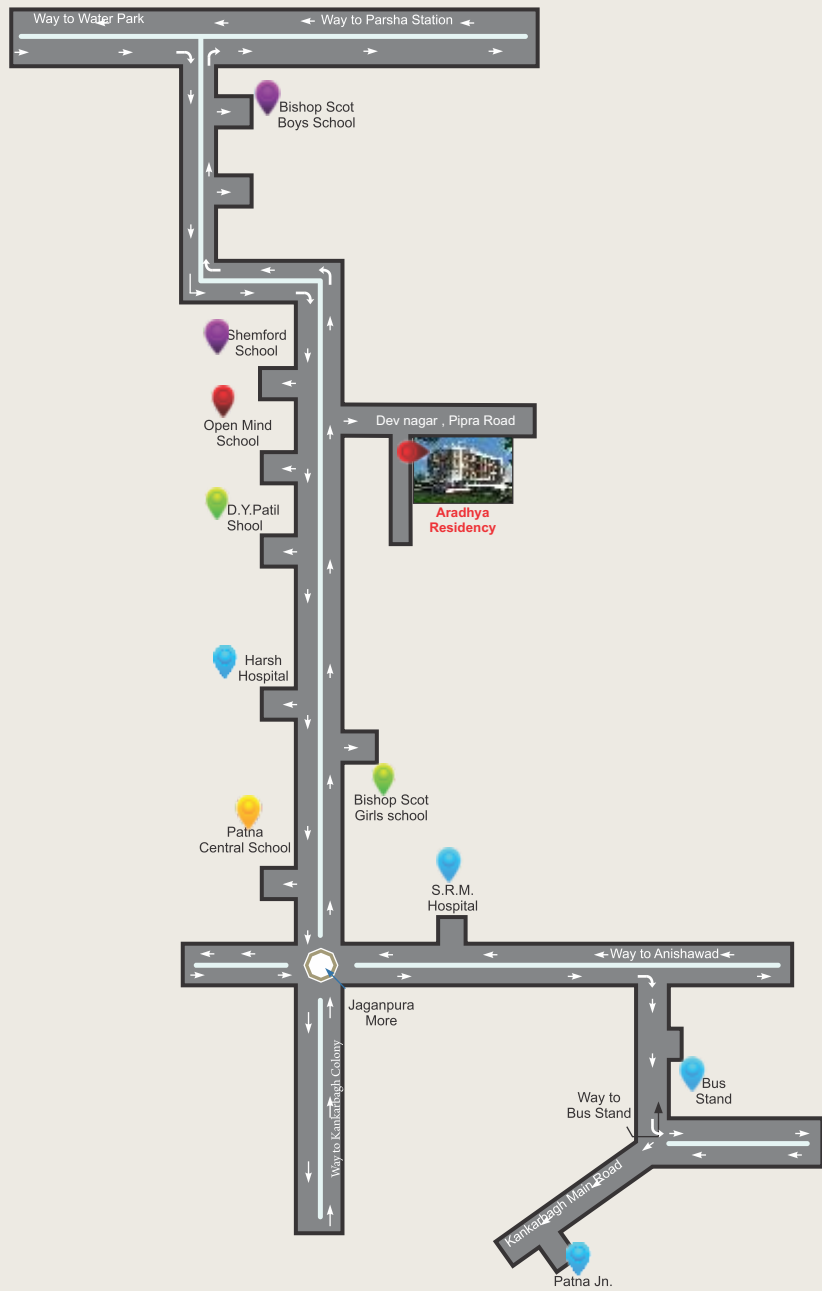 Way to Water Park
Way to Parsha Station
Bishop Scot
Boys School
Shemford
School
Open Mind
School
Dev nagar , Pipra Road
Aradhya
Residency
D.Y.Patil
Shool
Harsh
Hospital
Bishop Scot
Girls school
Patna
Central School
S.R.M.
Hospital
Way to Anishawad
Jaganpura
More
Way to Kankarbagh Colony
Bus
Stand
Way to
Bus Stand
Kankarbagh Main Road
Patna Jn.